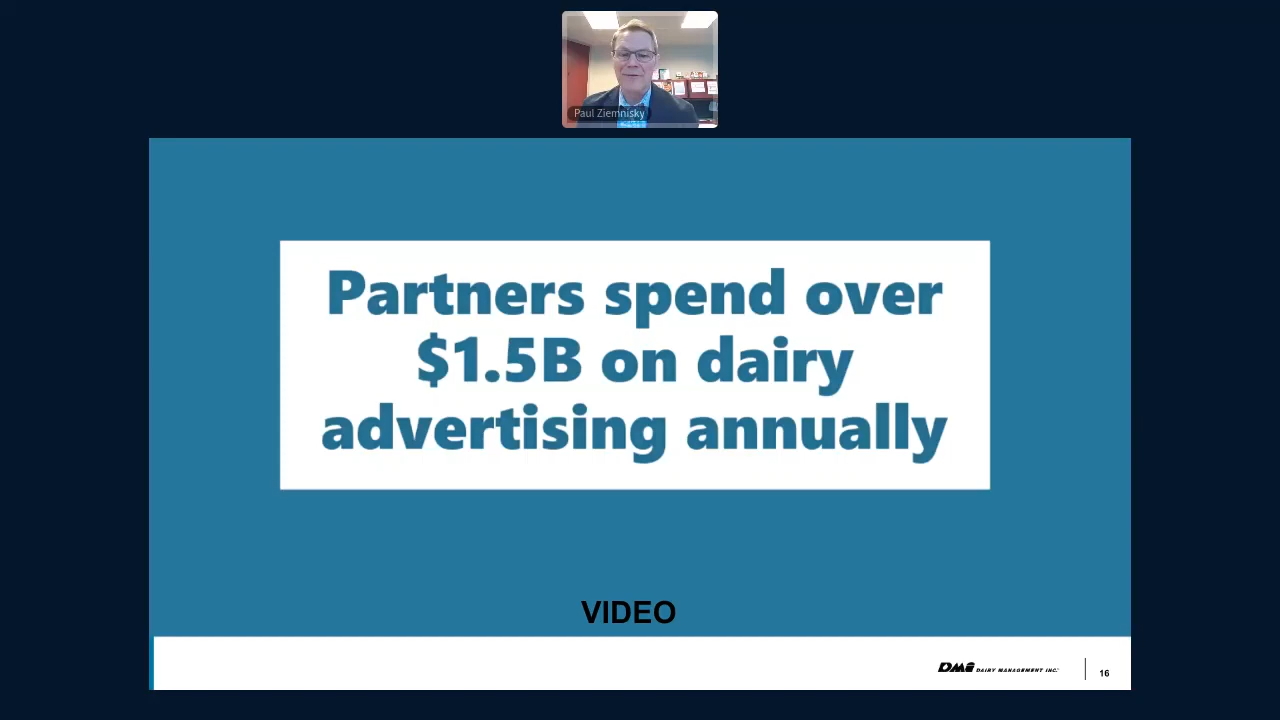 Paul Ziemnisky
Partners spend over
$1.5B on dairy
advertising annually
VIDEO
DMI DAIRY MANAGEMENT INC.
16